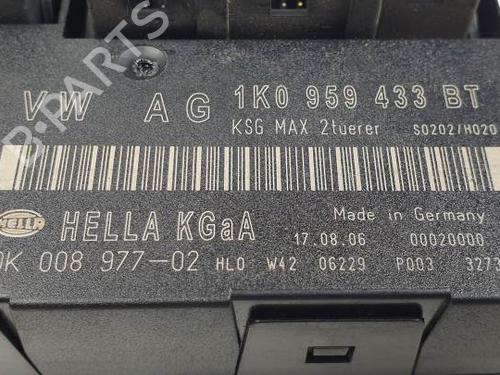 VW AG 1K0 959 433 BT
KSG MAX 2tuerer S0202/H020
HELLA HELLA KGaA Made in Germany
17.08.06 00020000
008 977-02 HL0 W42 06229 P003 3273
B-PARTS